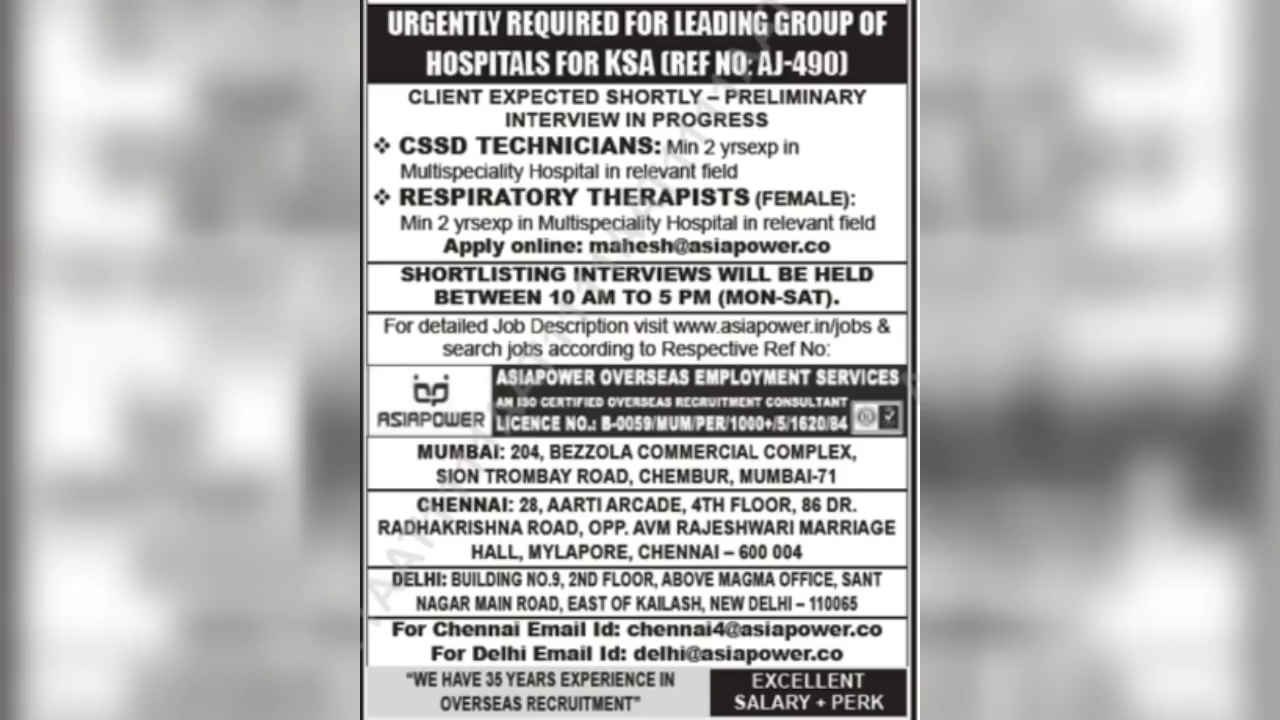 URGENTLY REQUIRED FOR LEADING GROUP OF
HOSPITALS FOR KSA (REF NO: AJ-490)
CLIENT EXPECTED SHORTLY – PRELIMINARY
INTERVIEW IN PROGRESS
❖ CSSD TECHNICIANS: Min 2 yrsexp in
Multispeciality Hospital in relevant field
❖ RESPIRATORY THERAPISTS (FEMALE):
Min 2 yrsexp in Multispeciality Hospital in relevant field
Apply online: mahesh@asiapower.co
SHORTLISTING INTERVIEWS WILL BE HELD
BETWEEN 10 AM TO 5 PM (MON-SAT).
For detailed Job Description visit www.asiapower.in/jobs &
search jobs according to Respective Ref No:
ASIAPOWER
ASIAPOWER OVERSEAS EMPLOYMENT SERVICES
AN ISO CERTIFIED OVERSEAS RECRUITMENT CONSULTANT
LICENCE NO.: B-0059/MUM/PER/1000+/5/1620/84
MUMBAI: 204, BEZZOLA COMMERCIAL COMPLEX,
SION TROMBAY ROAD, CHEMBUR, MUMBAI-71
CHENNAI: 28, AARTI ARCADE, 4TH FLOOR, 86 DR.
RADHAKRISHNA ROAD, OPP. AVM RAJESHWARI MARRIAGE
HALL, MYLAPORE, CHENNAI – 600 004
DELHI: BUILDING NO.9, 2ND FLOOR, ABOVE MAGMA OFFICE, SANT
NAGAR MAIN ROAD, EAST OF KAILASH, NEW DELHI – 110065
For Chennai Email Id: chennai4@asiapower.co
For Delhi Email Id: delhi@asiapower.co
"WE HAVE 35 YEARS EXPERIENCE IN
OVERSEAS RECRUITMENT"
EXCELLENT
SALARY + PERK